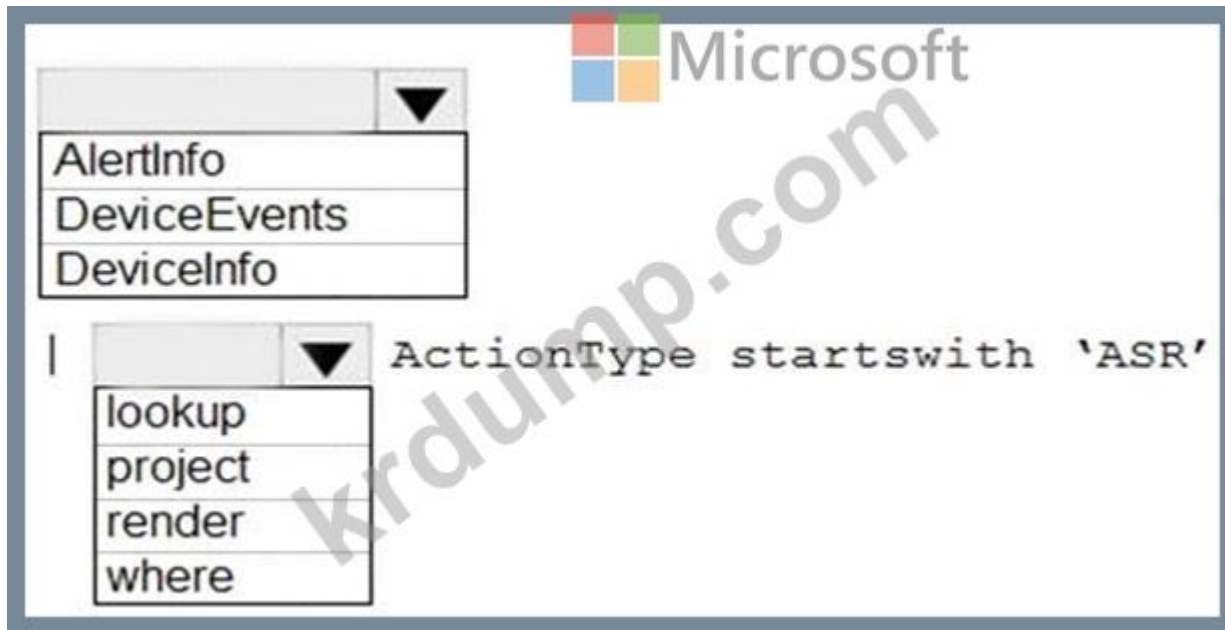 Microsoft
AlertInfo
DeviceEvents
DeviceInfo
| ActionType startswith ‘ASR’
lookup
project
render
where
krdump.com